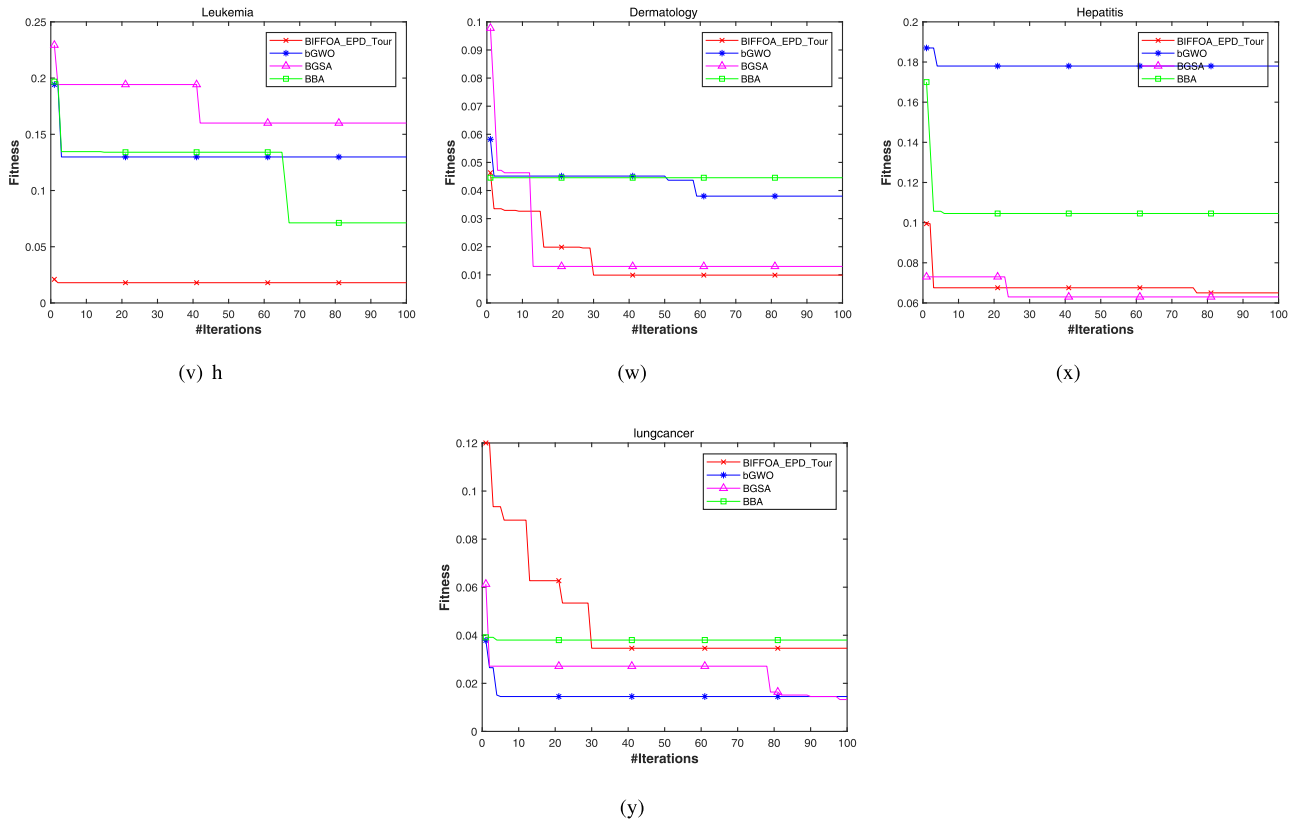 Leukemia
0.25
0.2
0.15
0.1
0.05
0
Fitness
BIFFOA_EPD_Tour
bGWO
BGSA
BBA
0 10 20 30 40 50 60 70 80 90 100
#Iterations
(v) h
Dermatology
0.1
0.09
0.08
0.07
0.06
0.05
0.04
0.03
0.02
0.01
0
Fitness
BIFFOA_EPD_Tour
bGWO
BGSA
BBA
0 10 20 30 40 50 60 70 80 90 100
#Iterations
(w)
Hepatitis
0.2
0.18
0.16
0.14
0.12
0.1
0.08
0.06
Fitness
BIFFOA_EPD_Tour
bGWO
BGSA
BBA
0 10 20 30 40 50 60 70 80 90 100
#Iterations
(x)
lungcancer
0.12
0.1
0.08
0.06
0.04
0.02
0
Fitness
BIFFOA_EPD_Tour
bGWO
BGSA
BBA
0 10 20 30 40 50 60 70 80 90 100
#Iterations
(y)